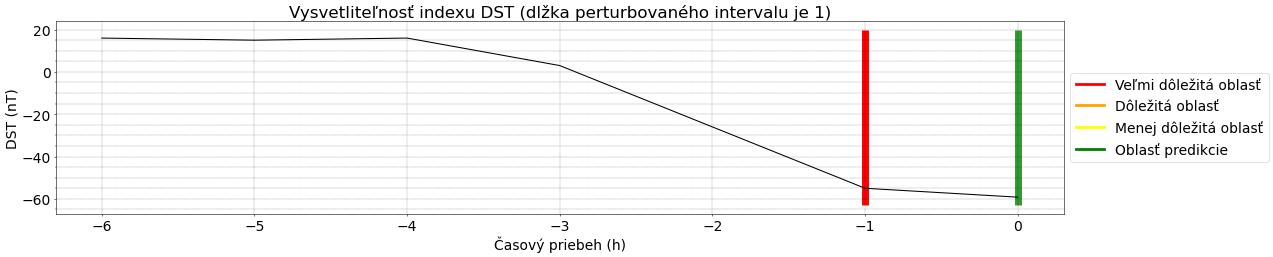 Vysvetliteľnosť indexu DST (dĺžka perturbovaného intervalu je 1)
DST (nT)
20
0
−20
−40
−60
−6 −5 −4 −3 −2 −1 0
Časový priebeh (h)
Veľmi dôležitá oblasť
Dôležitá oblasť
Menej dôležitá oblasť
Oblasť predikcie